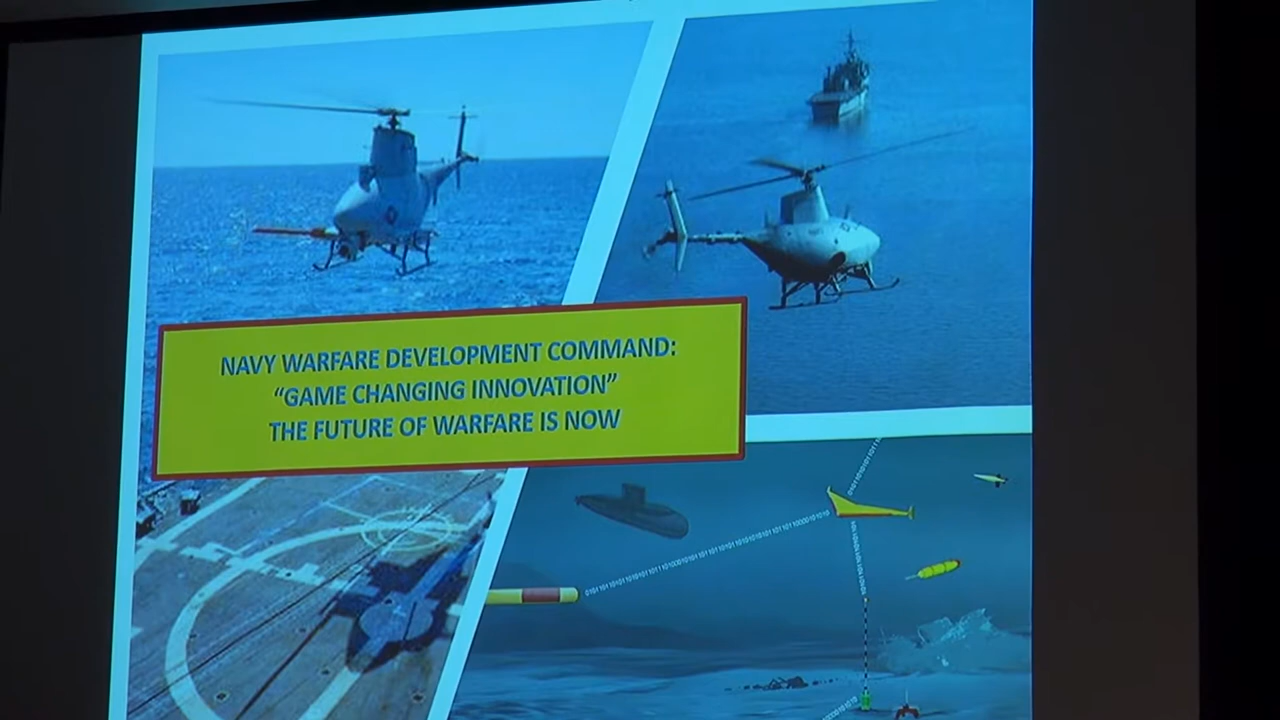 NAVY WARFARE DEVELOPMENT COMMAND:
“GAME CHANGING INNOVATION”
THE FUTURE OF WARFARE IS NOW